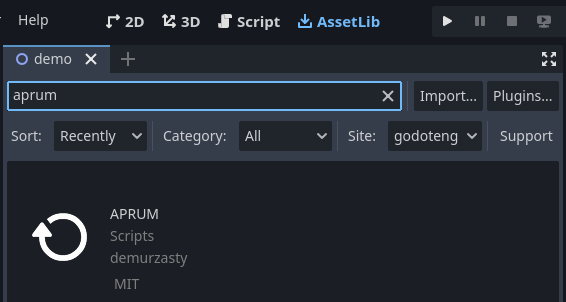 Help 2D 3D Script AssetLib
demo
aprum Import... Plugins...
Sort: Recently Category: All Site: godoteng Support
APRUM
Scripts
demurzasty
MIT